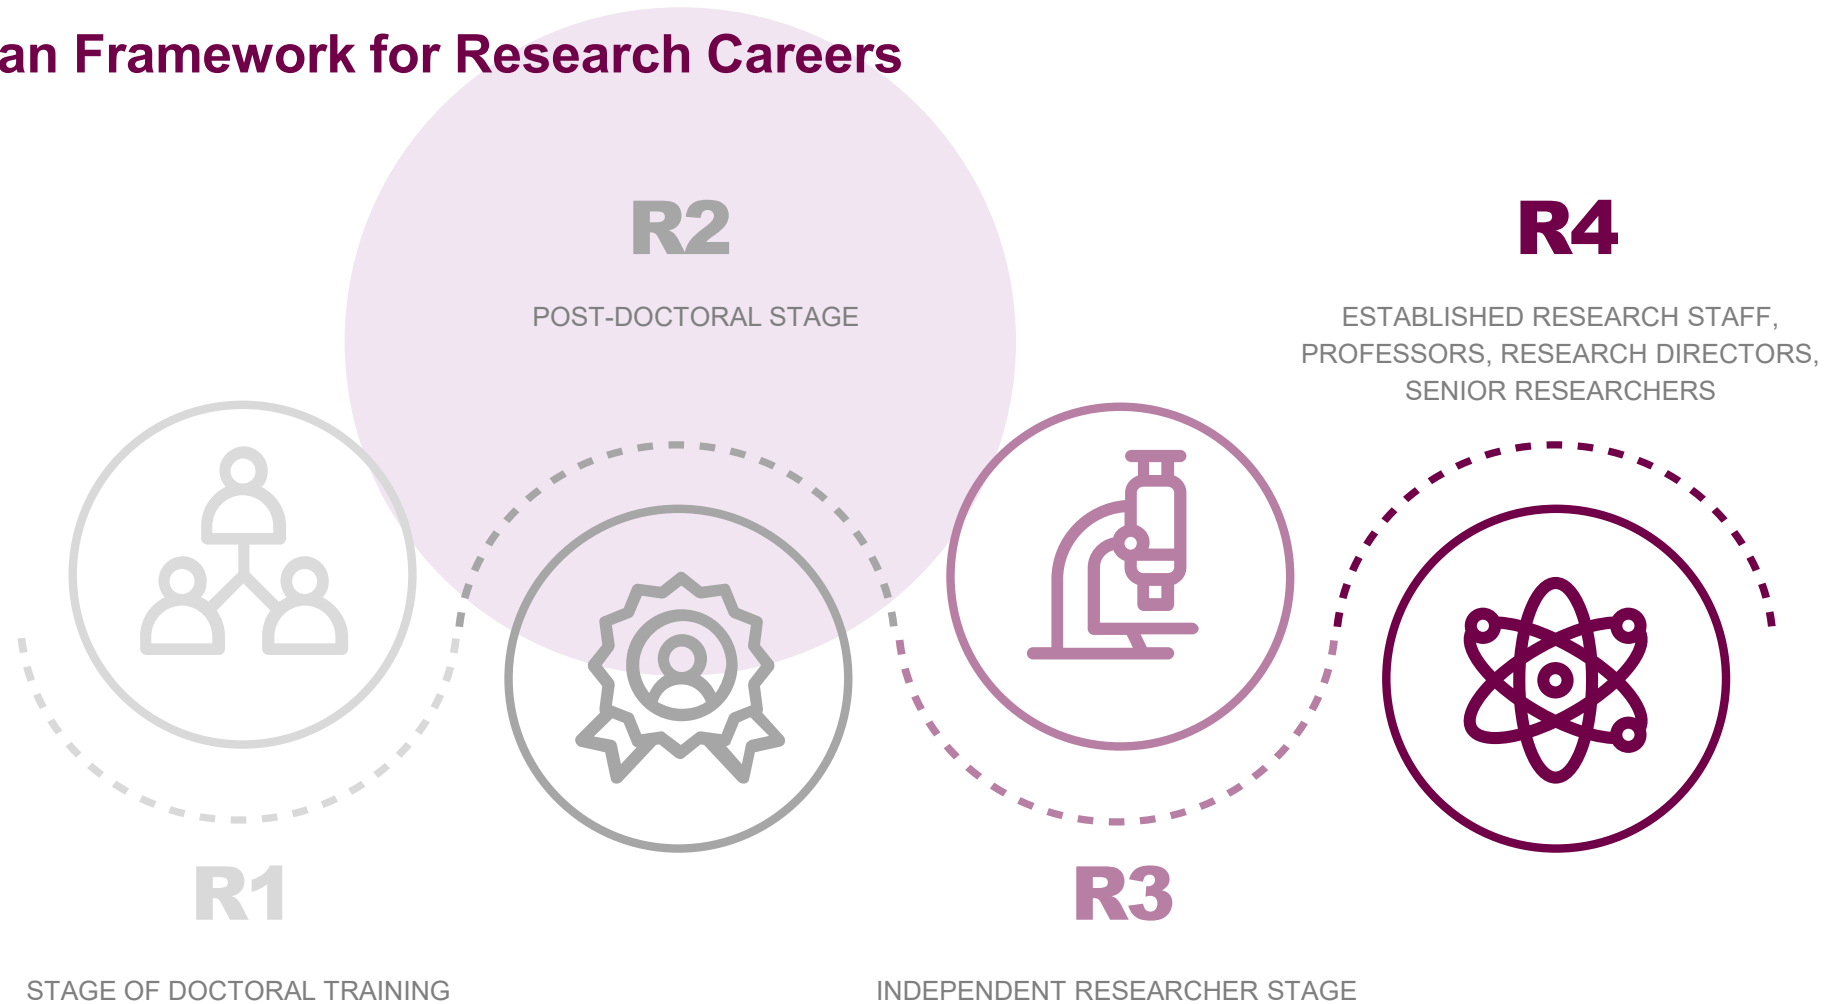 an Framework for Research Careers
R1
STAGE OF DOCTORAL TRAINING
R2
POST-DOCTORAL STAGE
R3
INDEPENDENT RESEARCHER STAGE
R4
ESTABLISHED RESEARCH STAFF,
PROFESSORS, RESEARCH DIRECTORS,
SENIOR RESEARCHERS